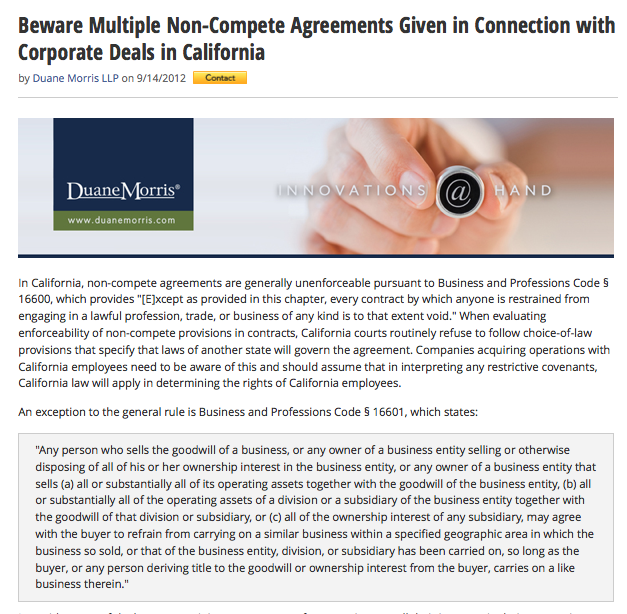 Beware Multiple Non-Compete Agreements Given in Connection with
Corporate Deals in California
by Duane Morris LLP on 9/14/2012 Contact
INNOVATIONS @ HAND
DuaneMorris®
www.duanemorris.com
In California, non-compete agreements are generally unenforceable pursuant to Business and Professions Code §
16600, which provides "[E]xcept as provided in this chapter, every contract by which anyone is restrained from
engaging in a lawful profession, trade, or business of any kind is to that extent void." When evaluating
enforceability of non-compete provisions in contracts, California courts routinely refuse to follow choice-of-law
provisions that specify that laws of another state will govern the agreement. Companies acquiring operations with
California employees need to be aware of this and should assume that in interpreting any restrictive covenants,
California law will apply in determining the rights of California employees.
An exception to the general rule is Business and Professions Code § 16601, which states:
"Any person who sells the goodwill of a business, or any owner of a business entity selling or otherwise
disposing of all of his or her ownership interest in the business entity, or any owner of a business entity that
sells (a) all or substantially all of its operating assets together with the goodwill of the business entity, (b) all
or substantially all of the operating assets of a division or a subsidiary of the business entity together with
the goodwill of that division or subsidiary, or (c) all of the ownership interest of any subsidiary, may agree
with the buyer to refrain from carrying on a similar business within a specified geographic area in which the
business so sold, or that of the business entity, division, or subsidiary has been carried on, so long as the
buyer, or any person deriving title to the goodwill or ownership interest from the buyer, carries on a like
business therein."